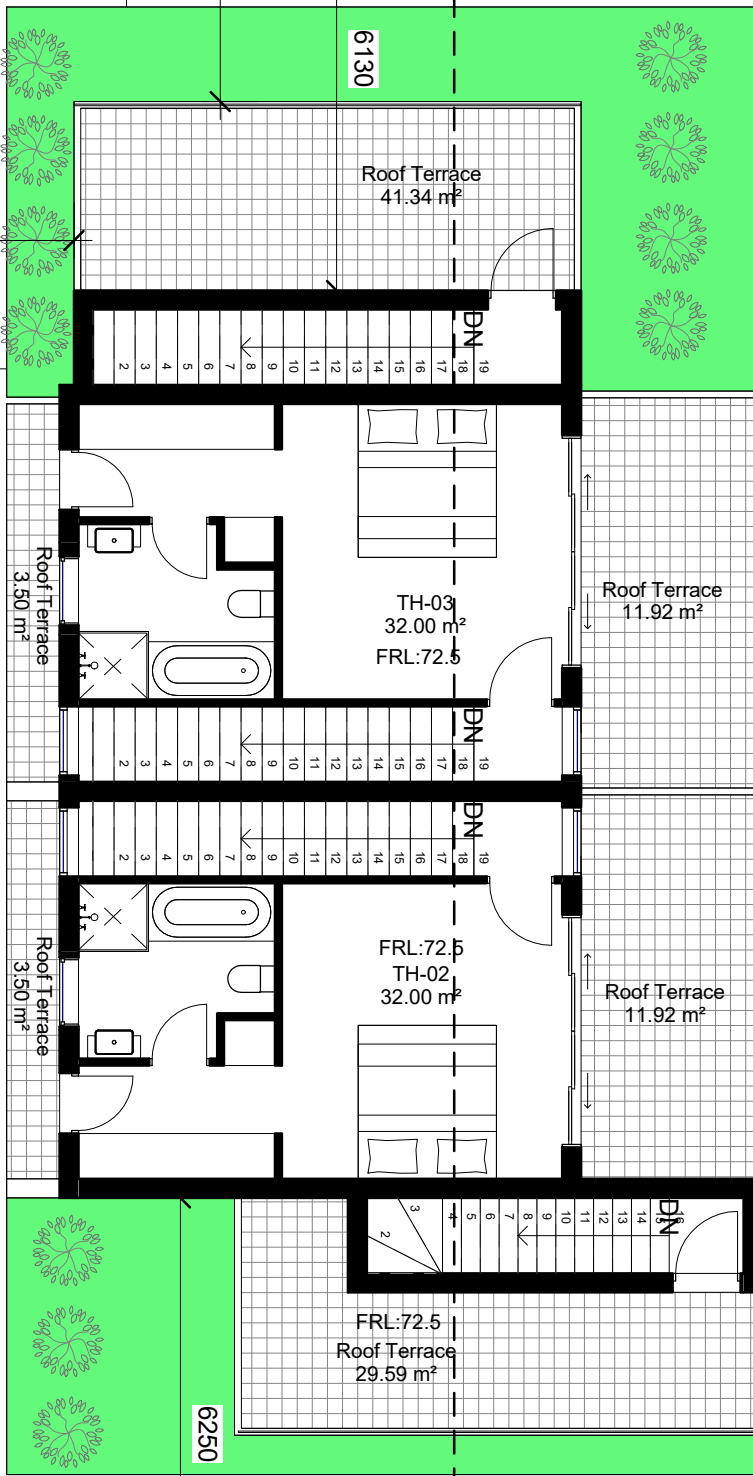 6130
Roof Terrace
41.34 m²
DN
2 3 4 5 6 7 8 9 10 11 12 13 14 15 16 17 18 19
TH-03
32.00 m²
FRL:72.5
Roof Terrace
11.92 m²
Roof Terrace
3.50 m²
DN
2 3 4 5 6 7 8 9 10 11 12 13 14 15 16 17 18 19
DN
2 3 4 5 6 7 8 9 10 11 12 13 14 15 16 17 18 19
FRL:72.5
TH-02
32.00 m²
Roof Terrace
11.92 m²
Roof Terrace
3.50 m²
DN
2 3 4 5 6 7 8 9 10 11 12 13 14 15 16
FRL:72.5
Roof Terrace
29.59 m²
6250